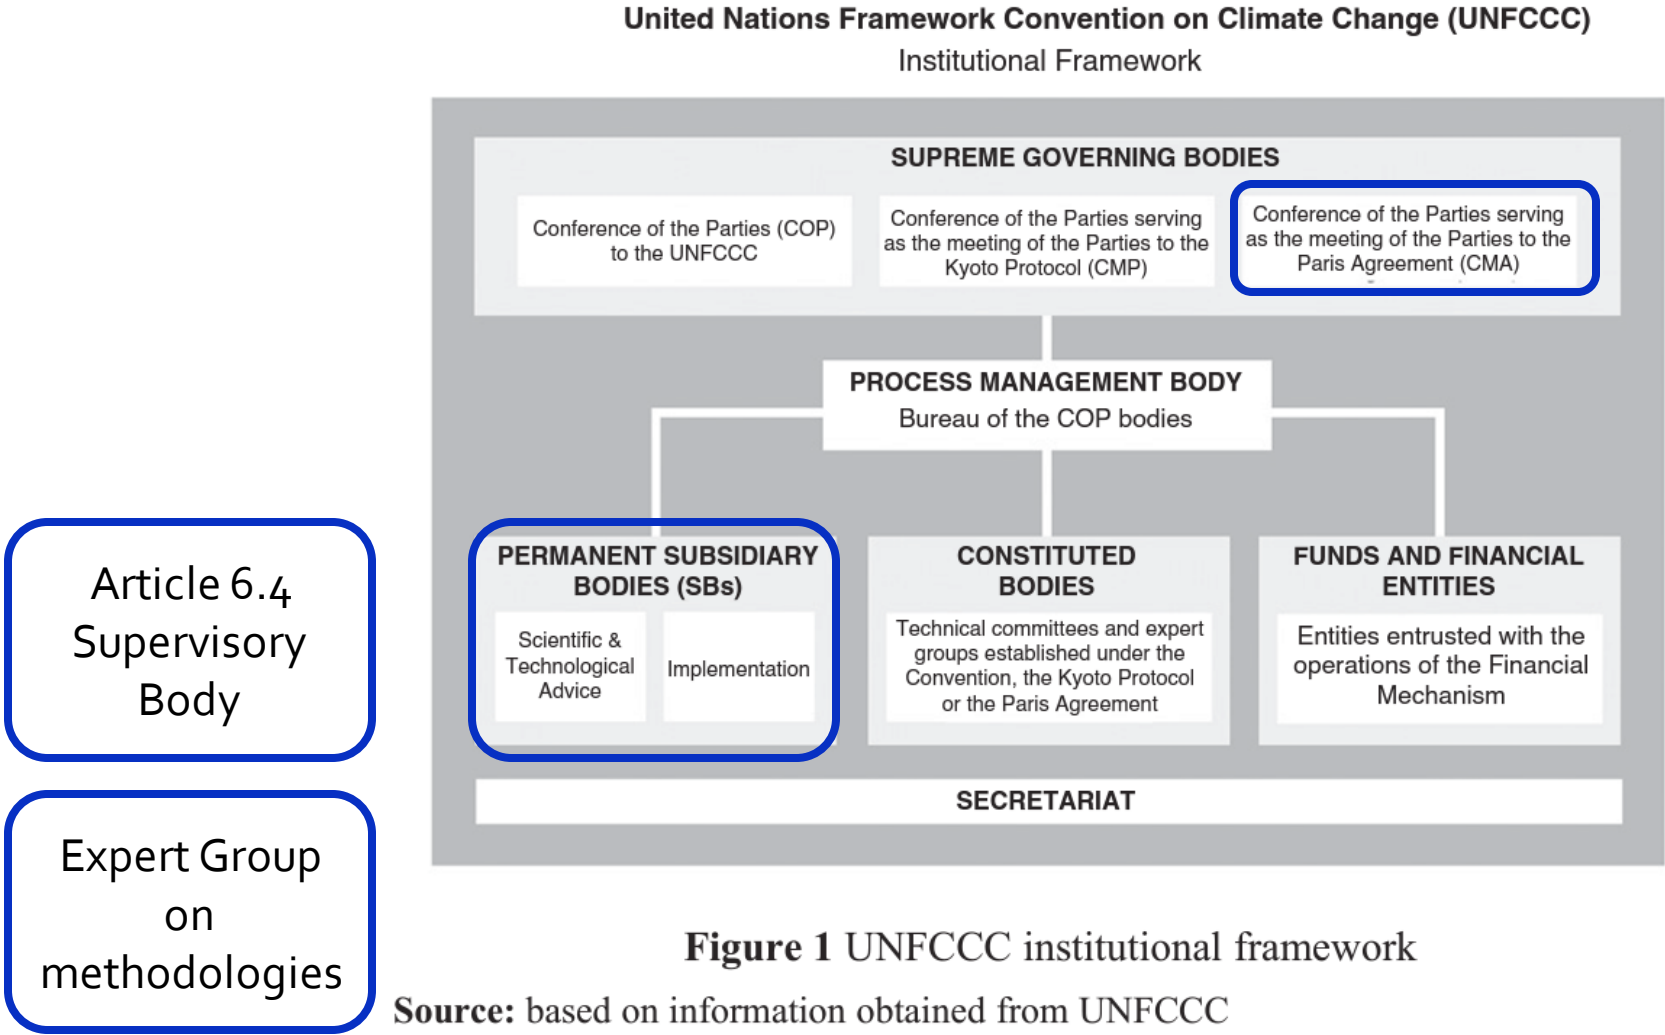 United Nations Framework Convention on Climate Change (UNFCCC)
Institutional Framework
SUPREME GOVERNING BODIES
Conference of the Parties (COP)
to the UNFCCC
Conference of the Parties serving
as the meeting of the Parties to the
Kyoto Protocol (CMP)
Conference of the Parties serving
as the meeting of the Parties to the
Paris Agreement (CMA)
PROCESS MANAGEMENT BODY
Bureau of the COP bodies
Article 6.4
Supervisory
Body
PERMANENT SUBSIDIARY
BODIES (SBs)
Scientific &
Technological
Advice
Implementation
CONSTITUTED
BODIES
Technical committees and expert
groups established under the
Convention, the Kyoto Protocol
or the Paris Agreement
FUNDS AND FINANCIAL
ENTITIES
Entities entrusted with the
operations of the Financial
Mechanism
SECRETARIAT
Expert Group
on
methodologies
Figure 1 UNFCCC institutional framework
Source: based on information obtained from UNFCCC